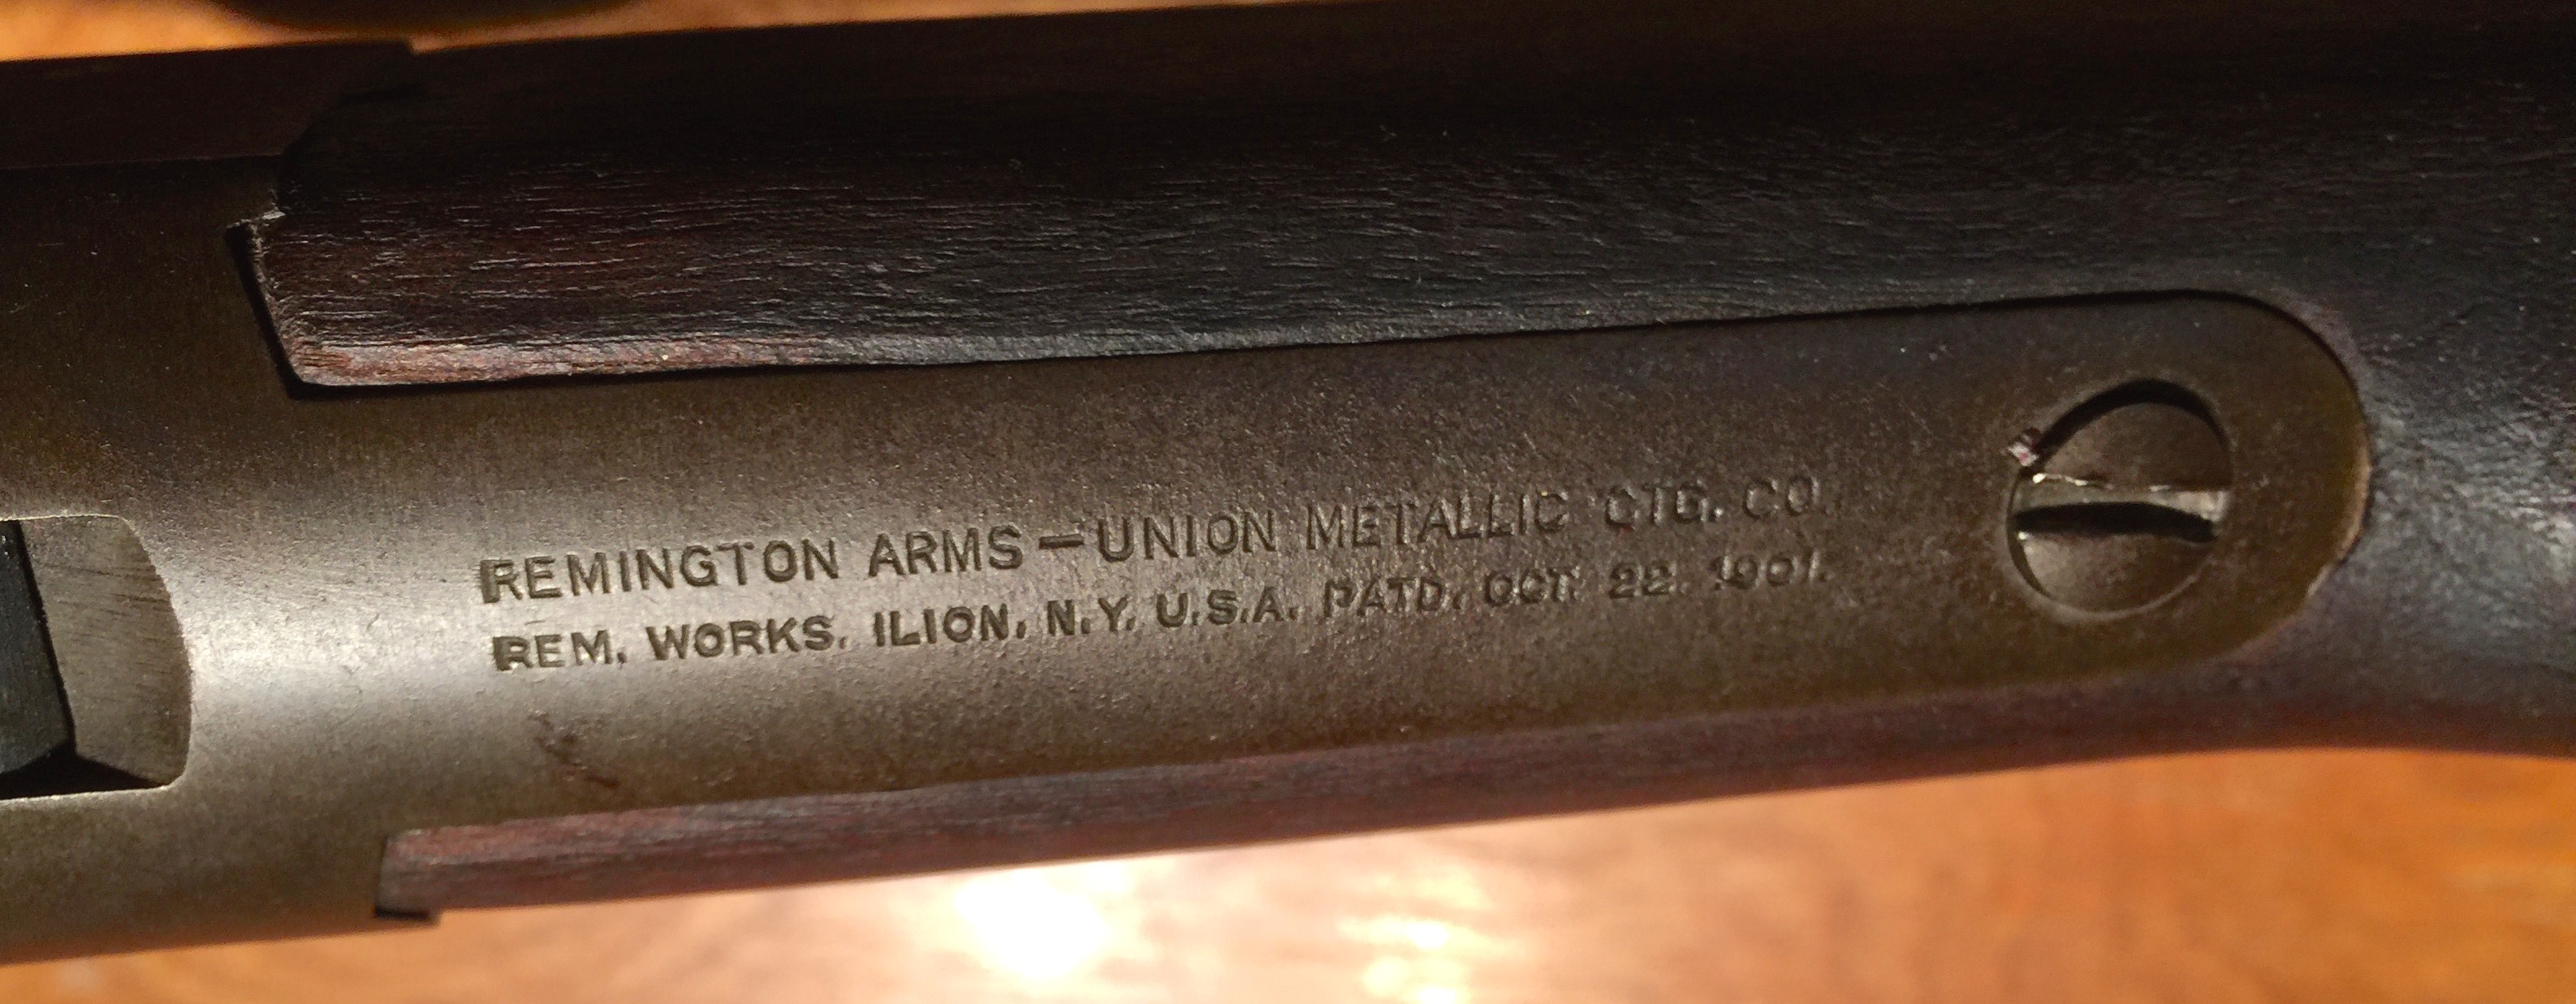 REMINGTON ARMS–UNION METALLIC CTG. CO.
REM. WORKS. ILION, N.Y. U.S.A. PATD. OCT. 22. 1901.